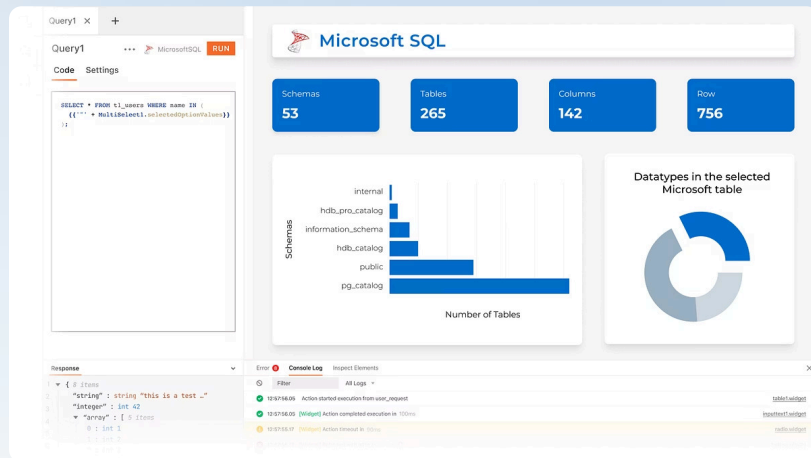 Query1 ×
+
Query1 ••• MicrosoftSQL RUN
Code Settings
SELECT * FROM tl_users WHERE name IN (
{{"'" + MultiSelect1.selectedOptionValues}}
);
Microsoft SQL
Schemas
53
Tables
265
Columns
142
Row
756
Schemas
internal
hdb_pro_catalog
information_schema
hdb_catalog
public
pg_catalog
Number of Tables
Datatypes in the selected
Microsoft table
Response
{ 8 items
"string" : string "this is a test …"
"integer" : int 42
"array" : [ 5 items
0 : int 1
Error Console Log Inspect Elements
Filter All Logs
12:57:56.05 Action started execution from user_request table1.widget
12:57:56.05 [Widget] Action completed execution in 100ms inputtext1.widget
12:57:56.17 [Widget] Action timeout in radio.widget